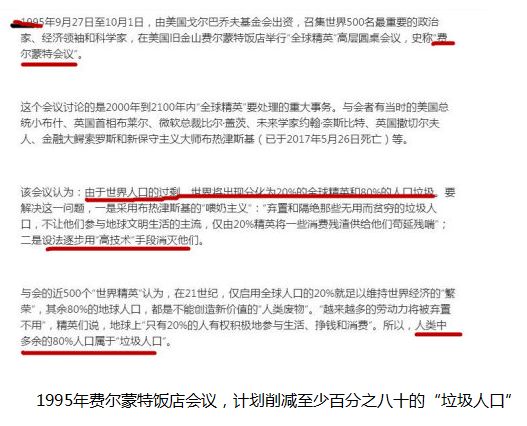 1995年9月27日至10月1日，由美国戈尔巴乔夫基金会出资，召集世界500名最重要的政治
家、经济领袖和科学家，在美国旧金山费尔蒙特饭店举行“全球精英”高层圆桌会议，史称“费
尔蒙特会议”。
这个会议讨论的是2000年到2100年内“全球精英”要处理的重大事务。与会者有当时的美国总
统小布什、英国首相布莱尔、微软总裁比尔·盖茨、未来学家约翰·奈斯比特、英国撒切尔夫
人、金融大鳄索罗斯和新保守主义大师布热津斯基（已于2017年5月26日死亡）等。
该会议认为：由于世界人口的过剩，世界将出现分化为20%的全球精英和80%的人口垃圾。要
解决这一问题，一是采用布热津斯基的“喂奶主义”：“弃置和隔绝那些无用而贫穷的垃圾人
口，不让他们参与地球文明生活的主流，仅由20%精英将一些消费残渣供给他们苟延残喘”；
二是设法逐步用“高技术”手段消灭他们。
与会的近500个“世界精英”认为，在21世纪，仅启用全球人口的20%就足以维持世界经济的“繁
荣”，其余80%的地球人口，都是不能创造新价值的“人类废物”。“越来越多的劳动力将被弃置
不用”，精英们说，地球上“只有20%的人有权积极地参与生活、挣钱和消费”。所以，人类中
多余的80%人口属于“垃圾人口”。
1995年费尔蒙特饭店会议，计划削减至少百分之八十的“垃圾人口”